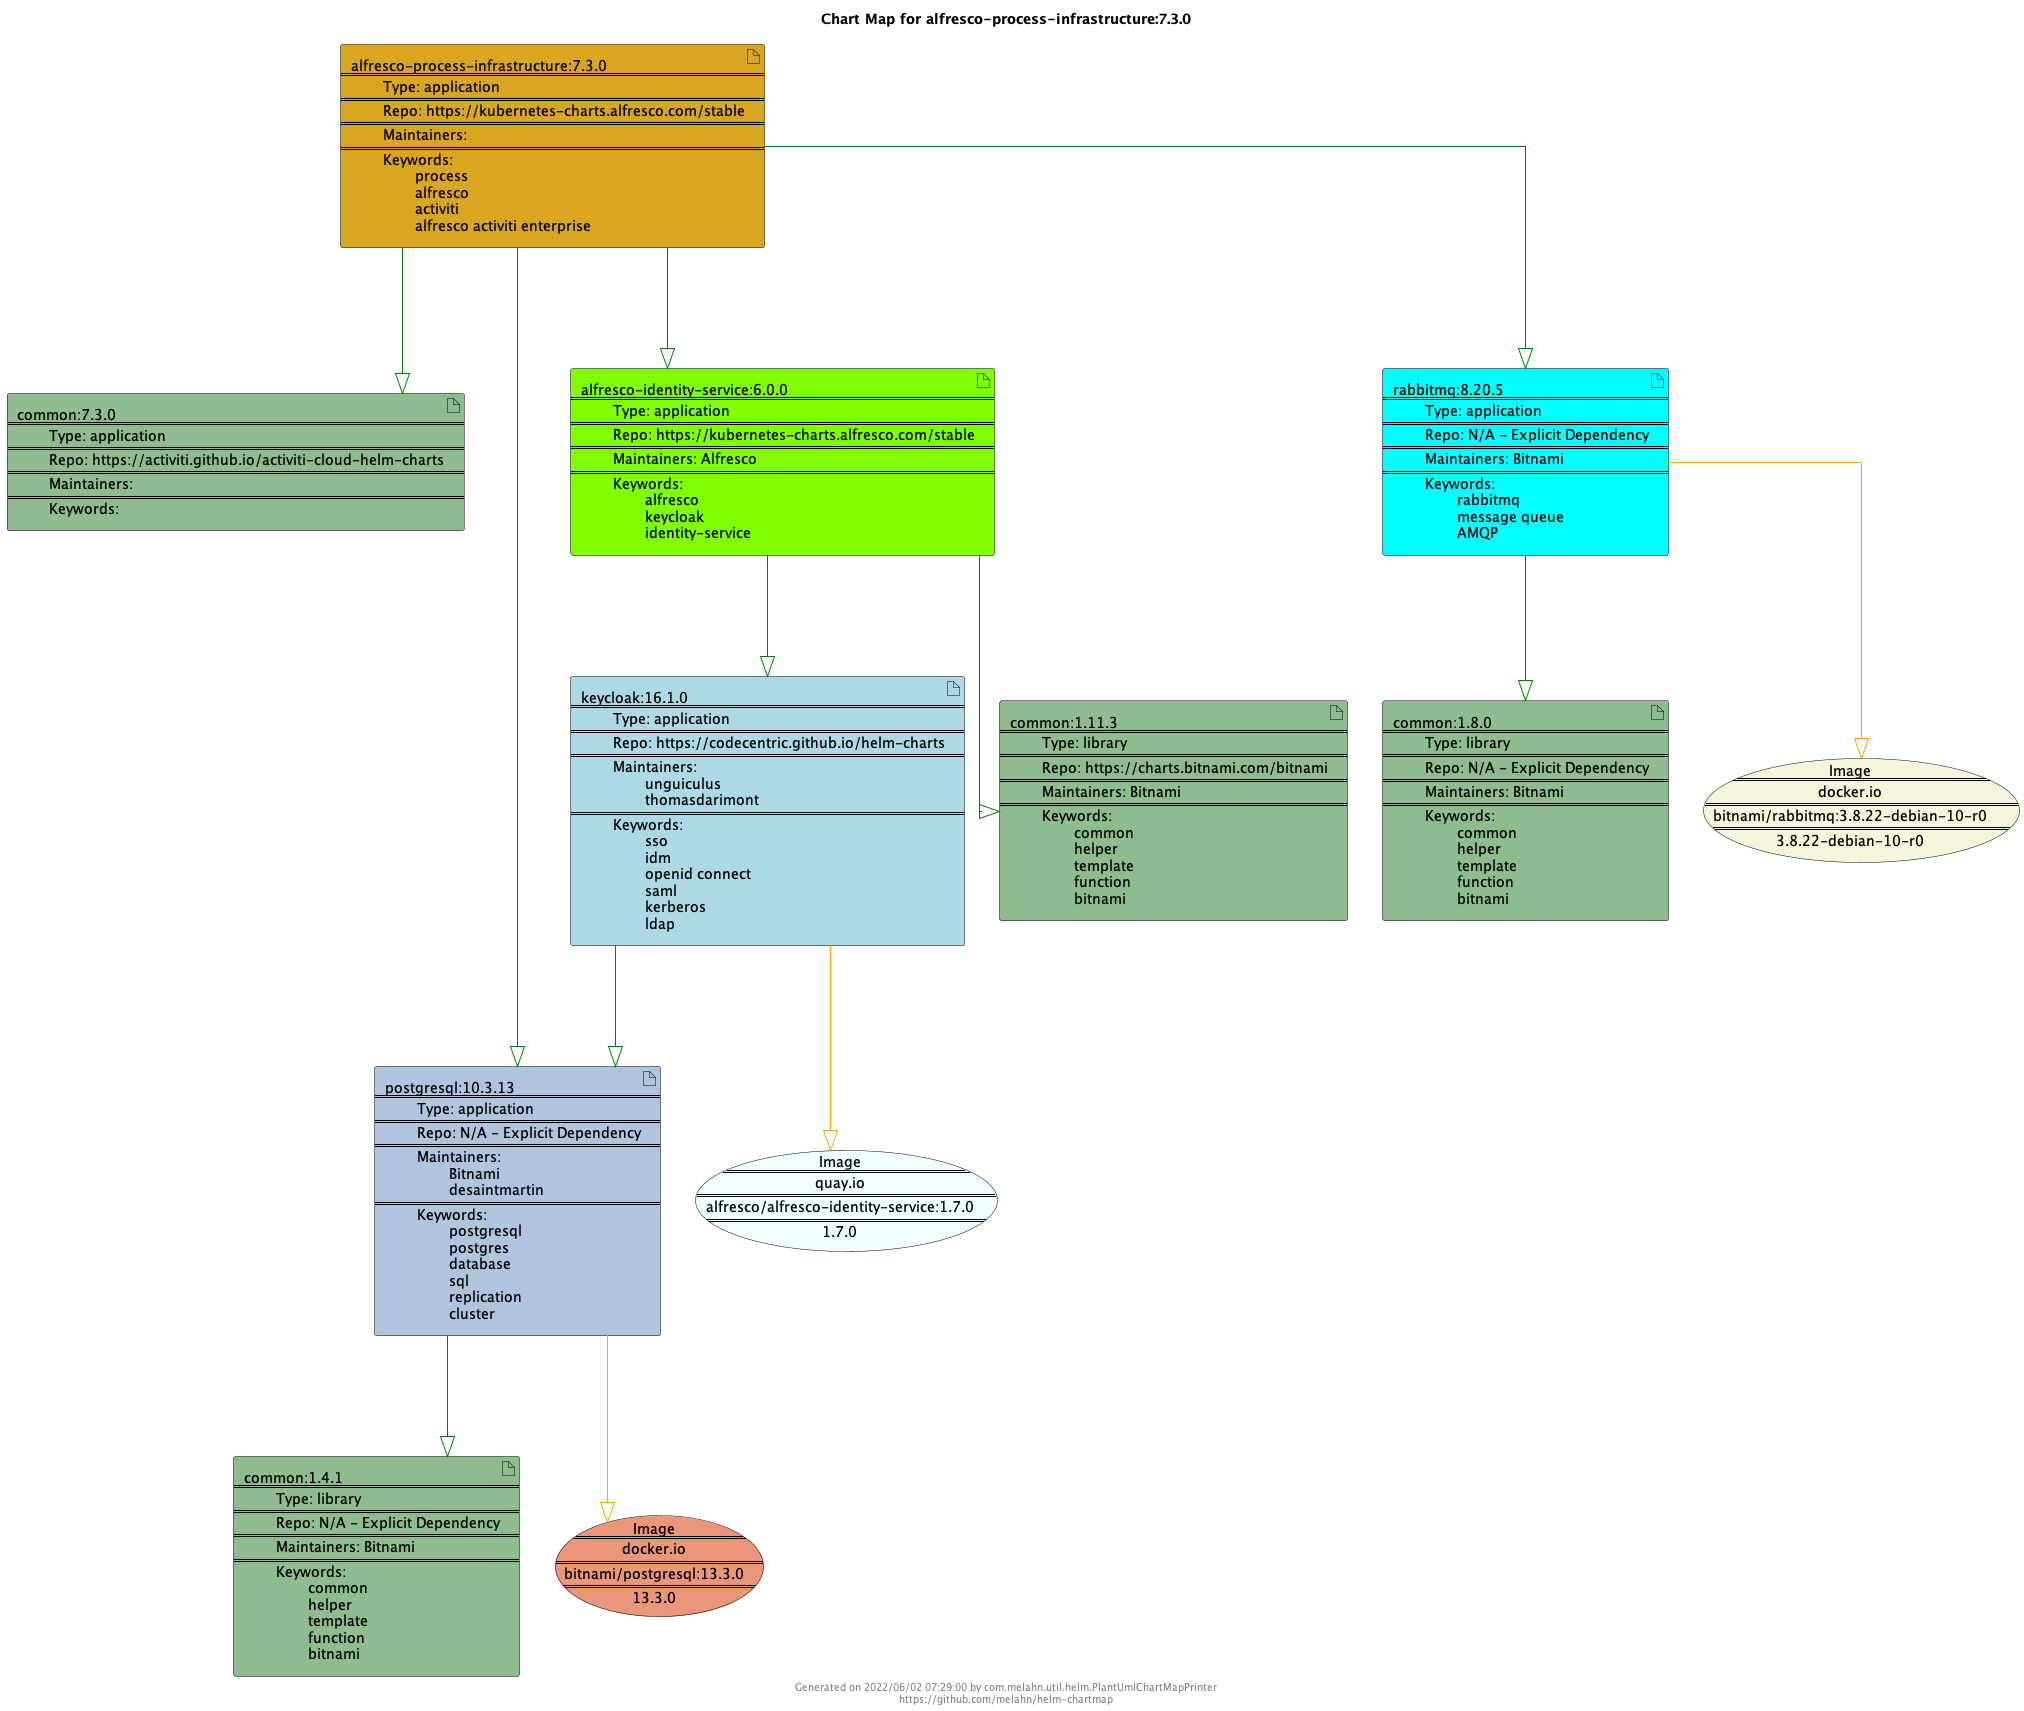 Chart Map for alfresco-process-infrastructure:7.3.0
alfresco-process-infrastructure:7.3.0
Type: application
Repo: https://kubernetes-charts.alfresco.com/stable
Maintainers:
Keywords:
process
alfresco
activiti
alfresco activiti enterprise
common:7.3.0
Type: application
Repo: https://activiti.github.io/activiti-cloud-helm-charts
Maintainers:
Keywords:
alfresco-identity-service:6.0.0
Type: application
Repo: https://kubernetes-charts.alfresco.com/stable
Maintainers: Alfresco
Keywords:
alfresco
keycloak
identity-service
rabbitmq:8.20.5
Type: application
Repo: N/A - Explicit Dependency
Maintainers: Bitnami
Keywords:
rabbitmq
message queue
AMQP
keycloak:16.1.0
Type: application
Repo: https://codecentric.github.io/helm-charts
Maintainers:
unguiculus
thomasdarimont
Keywords:
sso
idm
openid connect
saml
kerberos
ldap
common:1.11.3
Type: library
Repo: https://charts.bitnami.com/bitnami
Maintainers: Bitnami
Keywords:
common
helper
template
function
bitnami
common:1.8.0
Type: library
Repo: N/A - Explicit Dependency
Maintainers: Bitnami
Keywords:
common
helper
template
function
bitnami
Image
docker.io
bitnami/rabbitmq:3.8.22-debian-10-r0
3.8.22-debian-10-r0
postgresql:10.3.13
Type: application
Repo: N/A - Explicit Dependency
Maintainers:
Bitnami
desaintmartin
Keywords:
postgresql
postgres
database
sql
replication
cluster
Image
quay.io
alfresco/alfresco-identity-service:1.7.0
1.7.0
common:1.4.1
Type: library
Repo: N/A - Explicit Dependency
Maintainers: Bitnami
Keywords:
common
helper
template
function
bitnami
Image
docker.io
bitnami/postgresql:13.3.0
13.3.0
Generated on 2022/06/02 07:29:00 by com.melahn.util.helm.PlantUmlChartMapPrinter
https://github.com/melahn/helm-chartmap